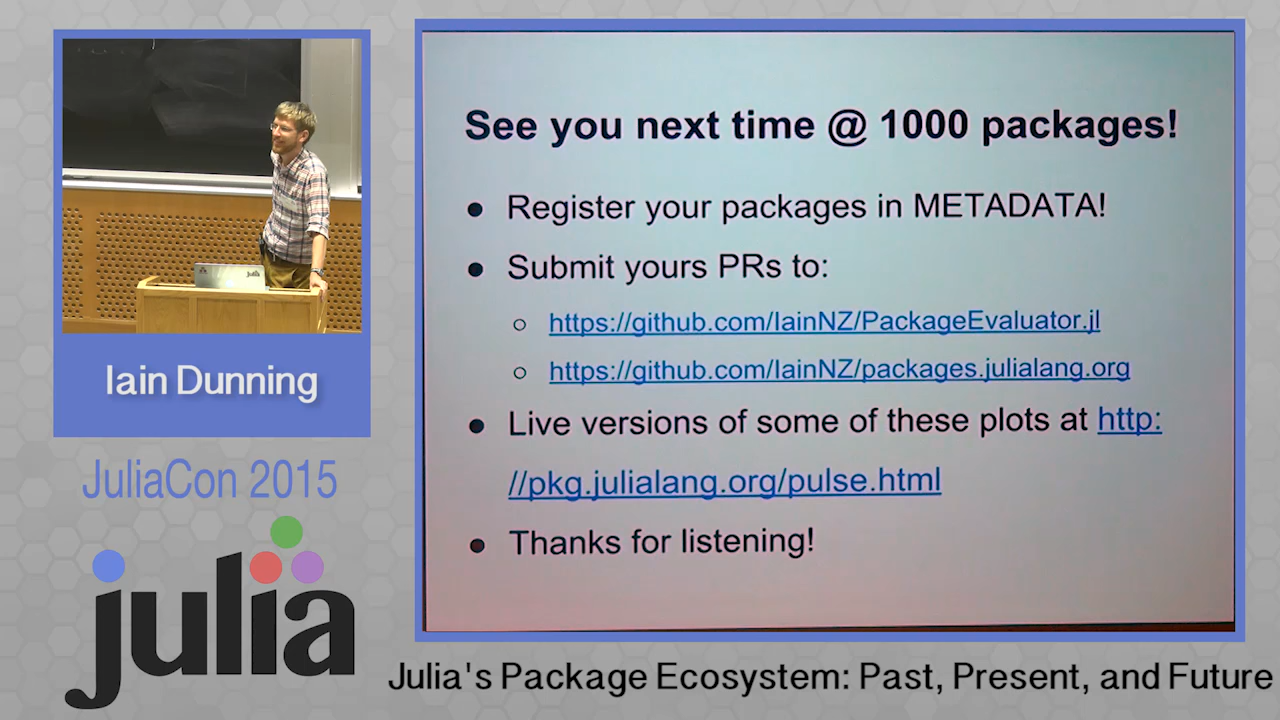 See you next time @ 1000 packages!
● Register your packages in METADATA!
● Submit yours PRs to:
○ https://github.com/IainNZ/PackageEvaluator.jl
○ https://github.com/IainNZ/packages.julialang.org
● Live versions of some of these plots at http:
//pkg.julialang.org/pulse.html
● Thanks for listening!
julia
Iain Dunning
JuliaCon 2015
julia
Julia's Package Ecosystem: Past, Present, and Future